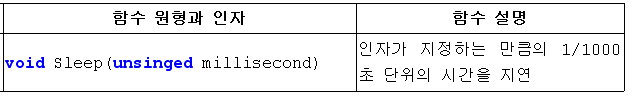 함수 원형과 인자 함수 설명
void Sleep(unsinged millisecond) 인자가 지정하는 만큼의 1/1000
초 단위의 시간을 지연